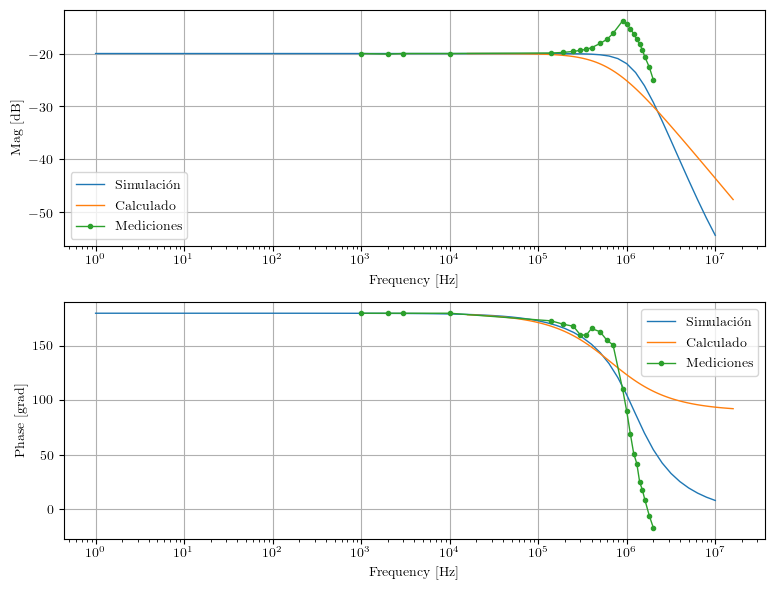 −20
−30
−40
−50
Mag [dB]
Simulación
Calculado
Mediciones
10^0 10^1 10^2 10^3 10^4 10^5 10^6 10^7
Frequency [Hz]
150
100
50
0
Phase [grad]
Simulación
Calculado
Mediciones
10^0 10^1 10^2 10^3 10^4 10^5 10^6 10^7
Frequency [Hz]